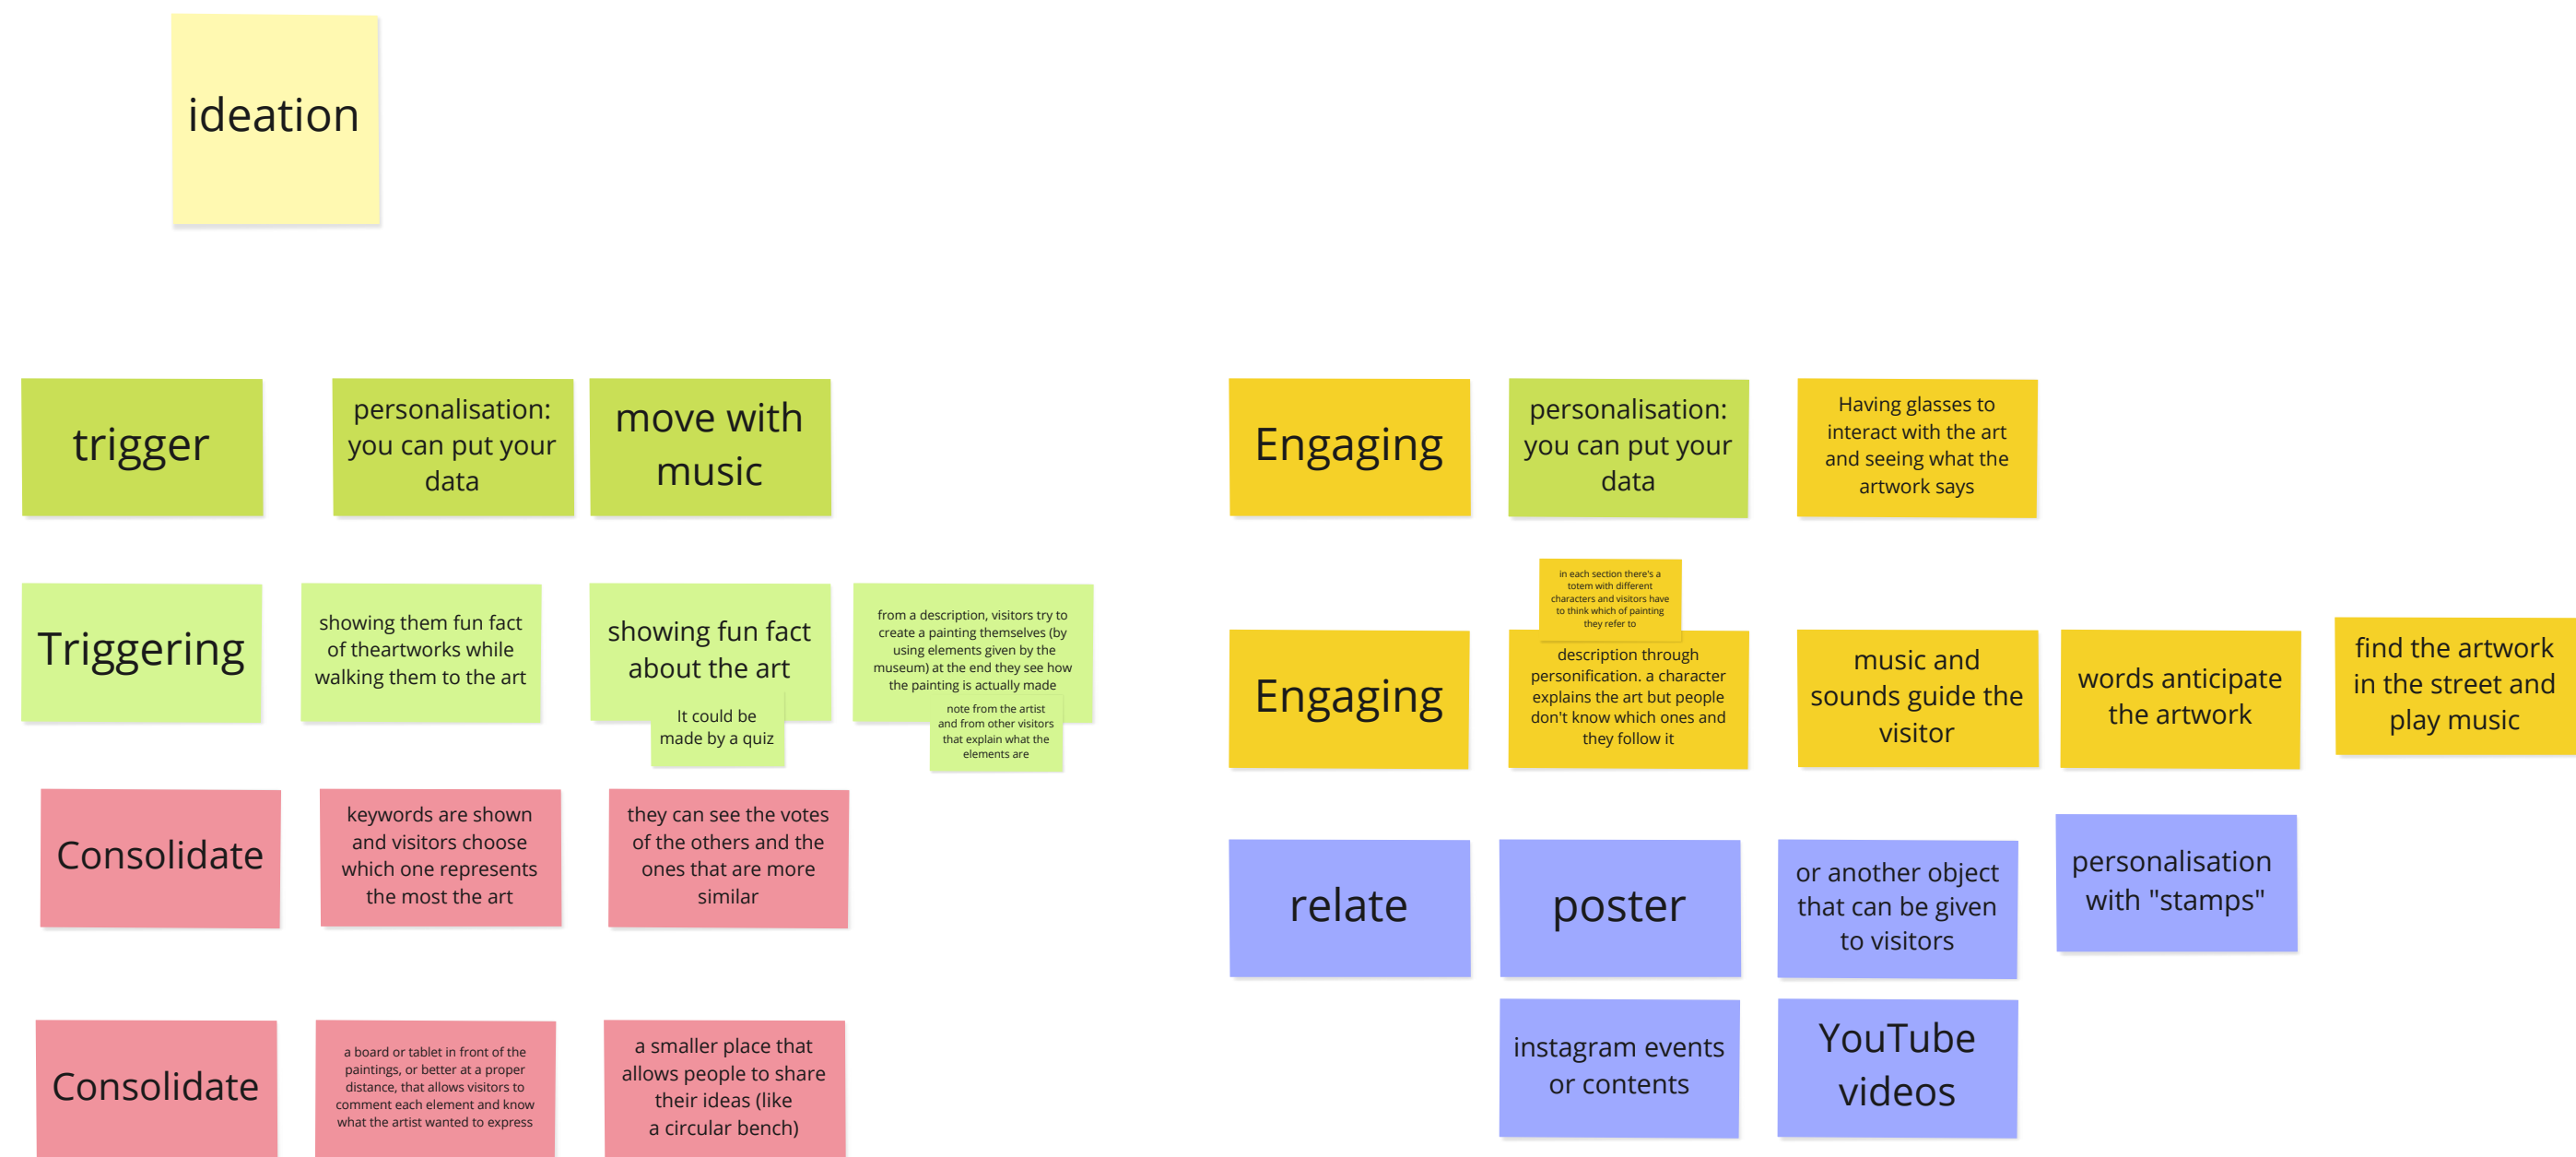 ideation
trigger
personalisation:
you can put your
data
move with
music
Engaging
personalisation:
you can put your
data
Having glasses to
interact with the art
and seeing what the
artwork says
Triggering
showing them fun fact
of theartworks while
walking them to the art
showing fun fact
about the art
It could be
made by a quiz
from a description, visitors try to
create a painting themselves (by
using elements given by the
museum) at the end they see how
the painting is actually made
note from the artist
and from other visitors
that explain what the
elements are
Engaging
in each section there's a
totem with different
characters and visitors have
to think which of painting
they refer to
description through
personification. a character
explains the art but people
don't know which ones and
they follow it
music and
sounds guide the
visitor
words anticipate
the artwork
find the artwork
in the street and
play music
Consolidate
keywords are shown
and visitors choose
which one represents
the most the art
they can see the votes
of the others and the
ones that are more
similar
relate
poster
or another object
that can be given
to visitors
personalisation
with "stamps"
Consolidate
a board or tablet in front of the
paintings, or better at a proper
distance, that allows visitors to
comment each element and know
what the artist wanted to express
a smaller place that
allows people to share
their ideas (like
a circular bench)
instagram events
or contents
YouTube
videos